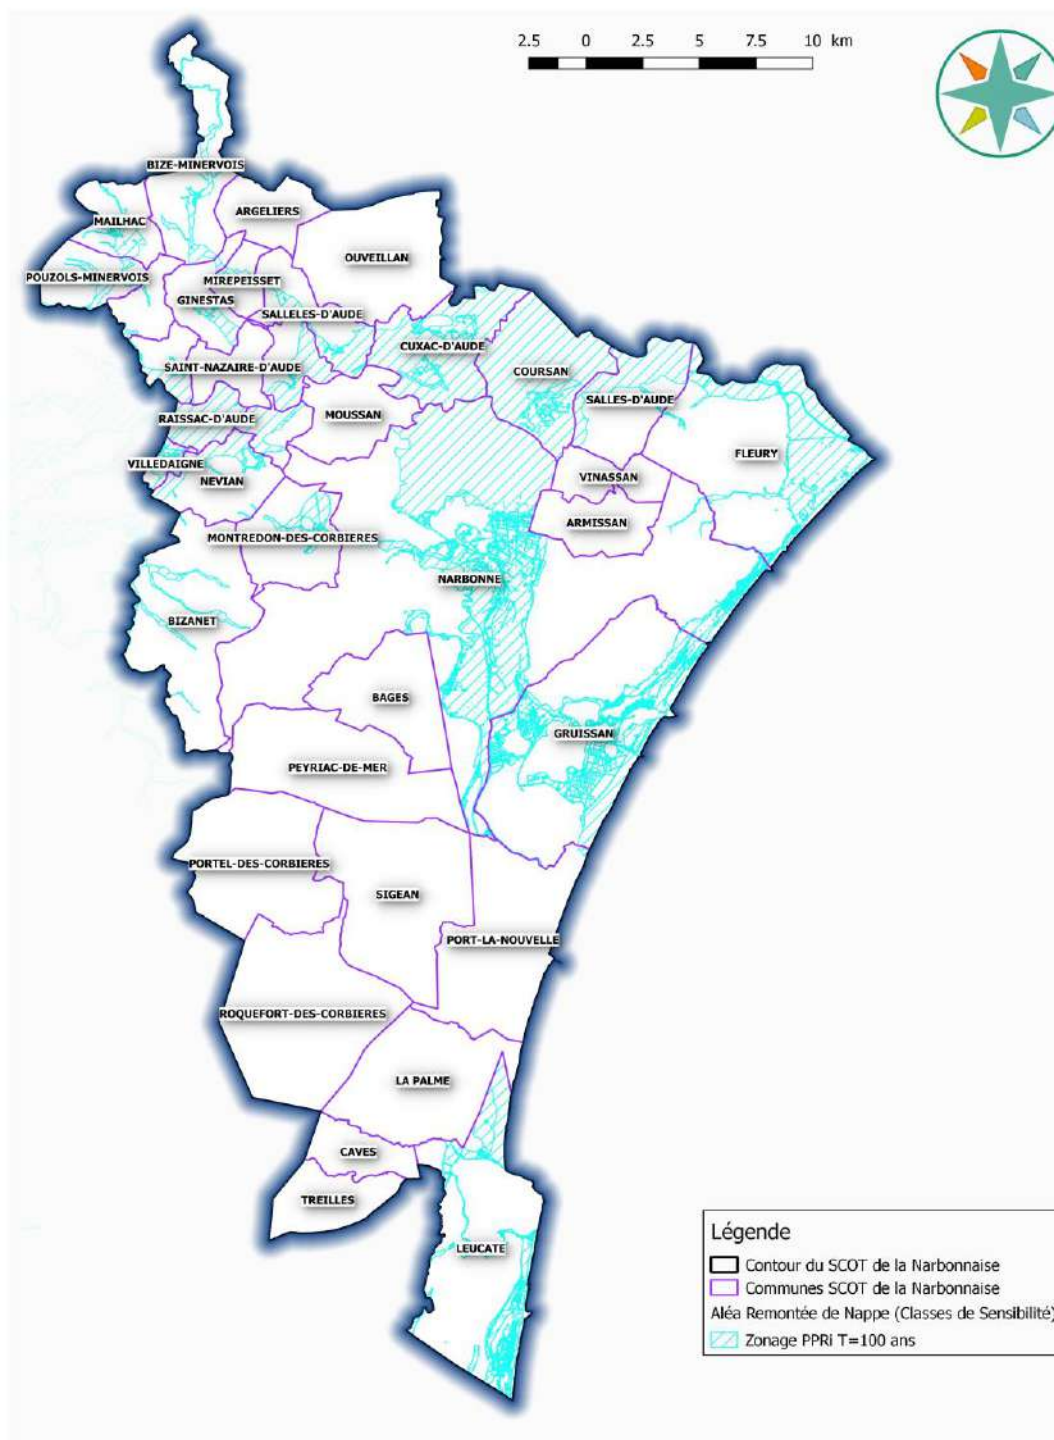 2.5 0 2.5 5 7.5 10 km
BIZE-MINERVOIS
MAILHAC
ARGELIERS
OUVEILLAN
POUZOLS-MINERVOIS
MIREPEISSET
GINESTAS
SALLELES-D'AUDE
CUXAC-D'AUDE
SAINT-NAZAIRE-D'AUDE
COURSAN
SALLES-D'AUDE
RAISSAC-D'AUDE
MOUSSAN
FLEURY
VILLEDAIGNE
NEVIAN
VINASSAN
ARMISSAN
MONTREDON-DES-CORBIERES
NARBONNE
BIZANET
BAGES
GRUISSAN
PEYRIAC-DE-MER
PORTEL-DES-CORBIERES
SIGEAN
PORT-LA-NOUVELLE
ROQUEFORT-DES-CORBIERES
LA PALME
CAVES
TREILLES
LEUCATE
Légende
Contour du SCOT de la Narbonnaise
Communes SCOT de la Narbonnaise
Aléa Remontée de Nappe (Classes de Sensibilité)
Zonage PPRi T=100 ans